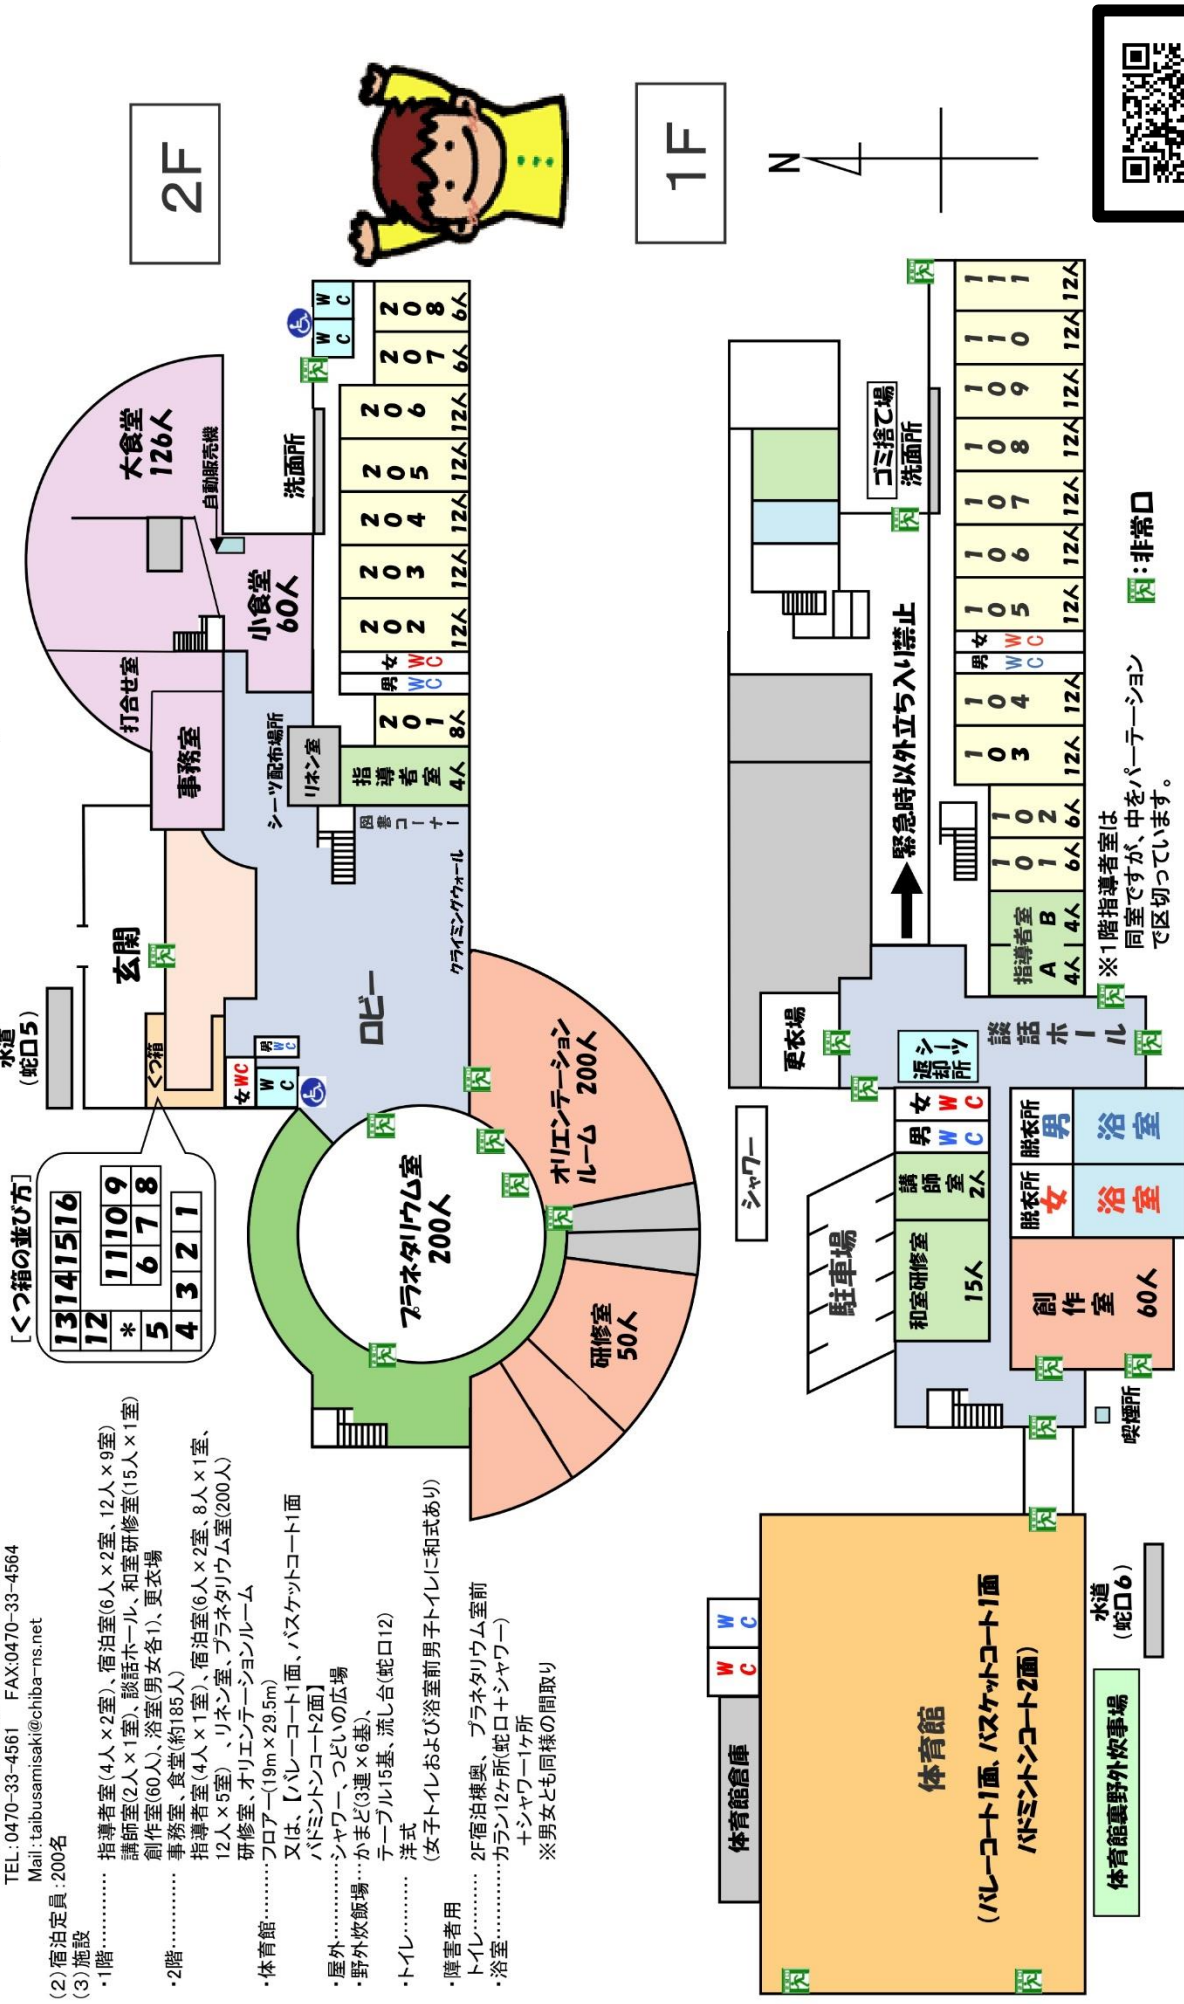 TEL:0470-33-4561　FAX:0470-33-4564
Mail:taibusamisaki@chiba-ns.net
(2)宿泊定員:200名
(3)施設
・1階………… 指導者室(4人×2室)、宿泊室(6人×2室、12人×9室)
講師室(2人×1室)、談話ホール、和室研修室(15人×1室)
創作室(60人)、浴室(男女各1)、更衣場
・2階………… 事務室、食堂(約185人)
指導者室(4人×1室)、宿泊室(6人×2室、8人×1室、
12人×5室)、リネン室、プラネタリウム室(200人)
研修室、オリエンテーションルーム
・体育館………フロアー(19m×29.5m)
又は、【バレーコート1面、バスケットコート1面
バドミントンコート2面】
・屋外…………シャワー、つどいの広場
・野外炊飯場…かまど(3連×6基)、
テーブル15基、流し台(蛇口12)
・トイレ……… 洋式
(女子トイレおよび浴室前男子トイレに和式あり)
・障害者用
トイレ……… 2F宿泊棟奥、プラネタリウム室前
・浴室…………カラン12ヶ所(蛇口＋シャワー)
＋シャワー1ヶ所
※男女とも同様の間取り
[くつ箱の並び方]
13 14 15 16
12
11 10 9
*
6 7 8
5
4 3 2 1
水道
(蛇口5)
玄関
くつ箱
女WC
WC
男WC
ロビー
事務室
打合せ室
大食堂
126人
自動販売機
小食堂
60人
洗面所
WC
WC
シーツ配布場所
リネン室
図書コーナー
クライミングウォール
指導者室
4人
201
8人
男WC
女WC
202
12人
203
12人
204
12人
205
12人
206
12人
207
6人
208
6人
プラネタリウム室
200人
オリエンテーション
ルーム　200人
研修室
50人
2F
1F
N
体育館倉庫
WC
WC
体育館
(バレーコート1面、バスケットコート1面
バドミントンコート2面)
体育館裏野外炊事場
水道
(蛇口6)
喫煙所
シャワー
駐車場
和室研修室
15人
講師室
2人
男WC
女WC
創作室
60人
脱衣所
女
浴室
脱衣所
男
浴室
更衣場
シーツ返却所
談話ホール
緊急時以外立ち入り禁止
ゴミ捨て場
洗面所
指導者室
A B
4人 4人
101
6人
102
6人
103
12人
104
12人
男WC
女WC
105
12人
106
12人
107
12人
108
12人
109
12人
110
12人
111
12人
※1階指導者室は
同室ですが、中をパーテーション
で区切っています。
:非常口